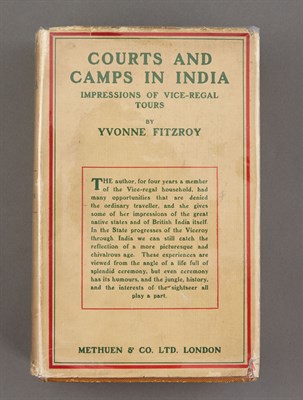 COURTS AND
CAMPS IN INDIA
IMPRESSIONS OF VICE-REGAL
TOURS
BY
YVONNE FITZROY
THE author, for four years a member
of the Vice-regal household, had
many opportunities that are denied
the ordinary traveller, and she gives
some of her impressions of the great
native states and of British India itself.
In the State progresses of the Viceroy
through India we can still catch the
reflection of a more picturesque and
chivalrous age. These experiences are
viewed from the angle of a life full of
splendid ceremony, but even ceremony
has its humours, and the jungle, history,
and the interests of the sightseer all
play a part.
METHUEN & CO. LTD. LONDON